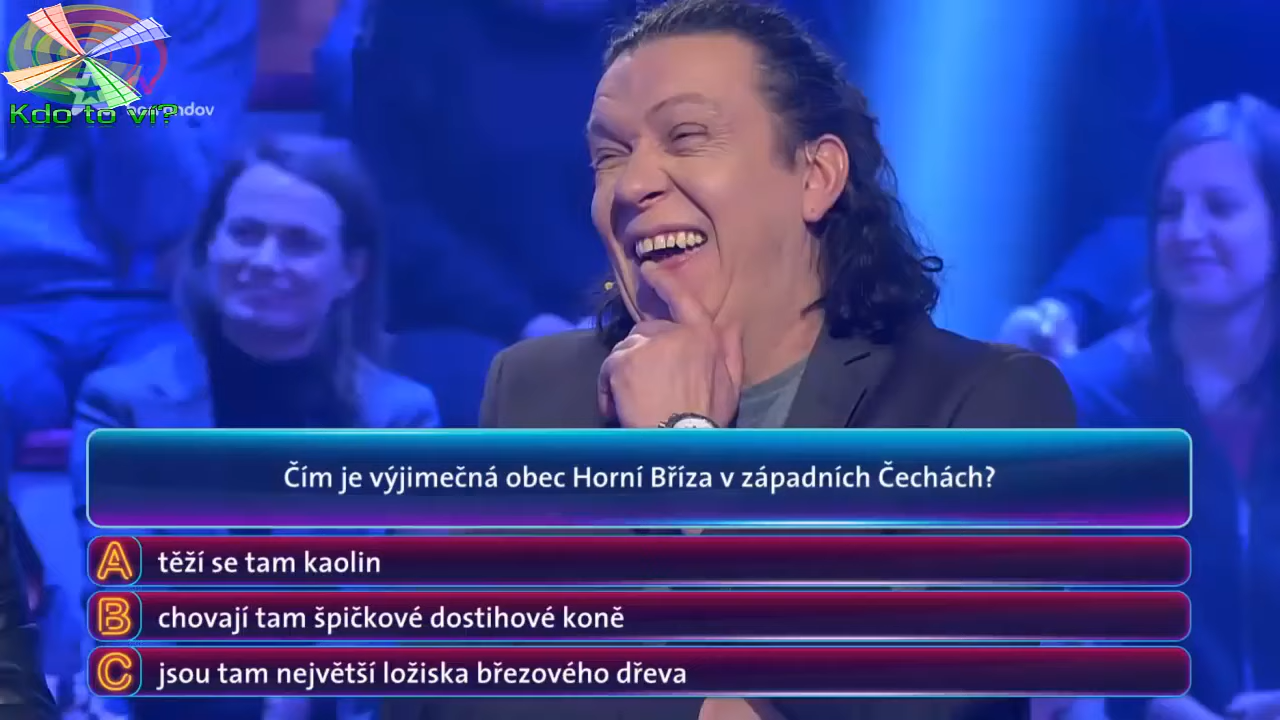 Kdo to ví?
Čím je výjimečná obec Horní Bříza v západních Čechách?
A těží se tam kaolin
B chovají tam špičkové dostihové koně
C jsou tam největší ložiska březového dřeva